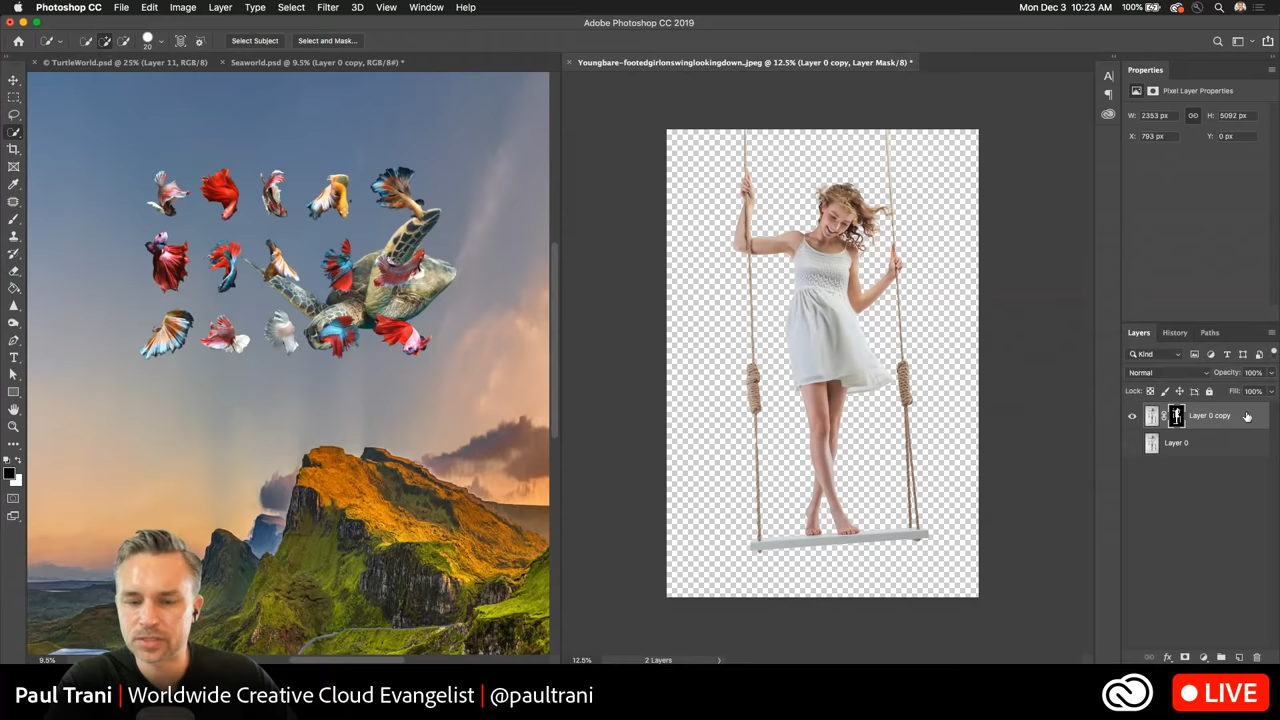 Photoshop CC File Edit Image Layer Type Select Filter 3D View Window Help 100% Mon Dec 3 10:23 AM
Adobe Photoshop CC 2019
20 Select Subject Select and Mask...
× © TurtleWorld.psd @ 25% (Layer 11, RGB/8) × Seaworld.psd @ 9.5% (Layer 0 copy, RGB/8#) * × Youngbare-footedgirlonswinglookingdown.jpeg @ 12.5% (Layer 0 copy, Layer Mask/8) *
Properties
Pixel Layer Properties
W: 2353 px GO H: 5092 px
X: 793 px Y: 0 px
Layers History Paths
Kind
Normal Opacity: 100%
Lock: Fill: 100%
Layer 0 copy
Layer 0
9.5% 12.5% 2 Layers
Paul Trani | Worldwide Creative Cloud Evangelist | @paultrani
LIVE